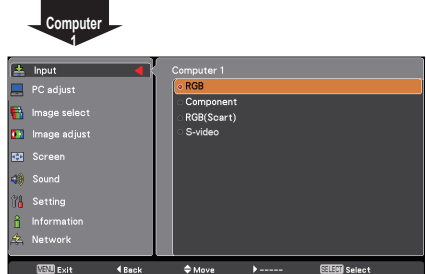 Computer
1
Input
PC adjust
Image select
Image adjust
Screen
Sound
Setting
Information
Network
Computer 1
RGB
Component
RGB(Scart)
S-video
MENU Exit
Back
Move
-----
SELECT Select